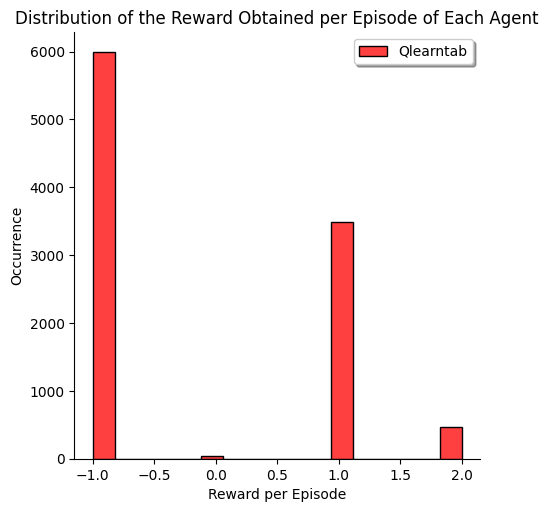 Distribution of the Reward Obtained per Episode of Each Agent
Qlearntab
6000
5000
4000
3000
2000
1000
0
Occurrence
−1.0 −0.5 0.0 0.5 1.0 1.5 2.0
Reward per Episode